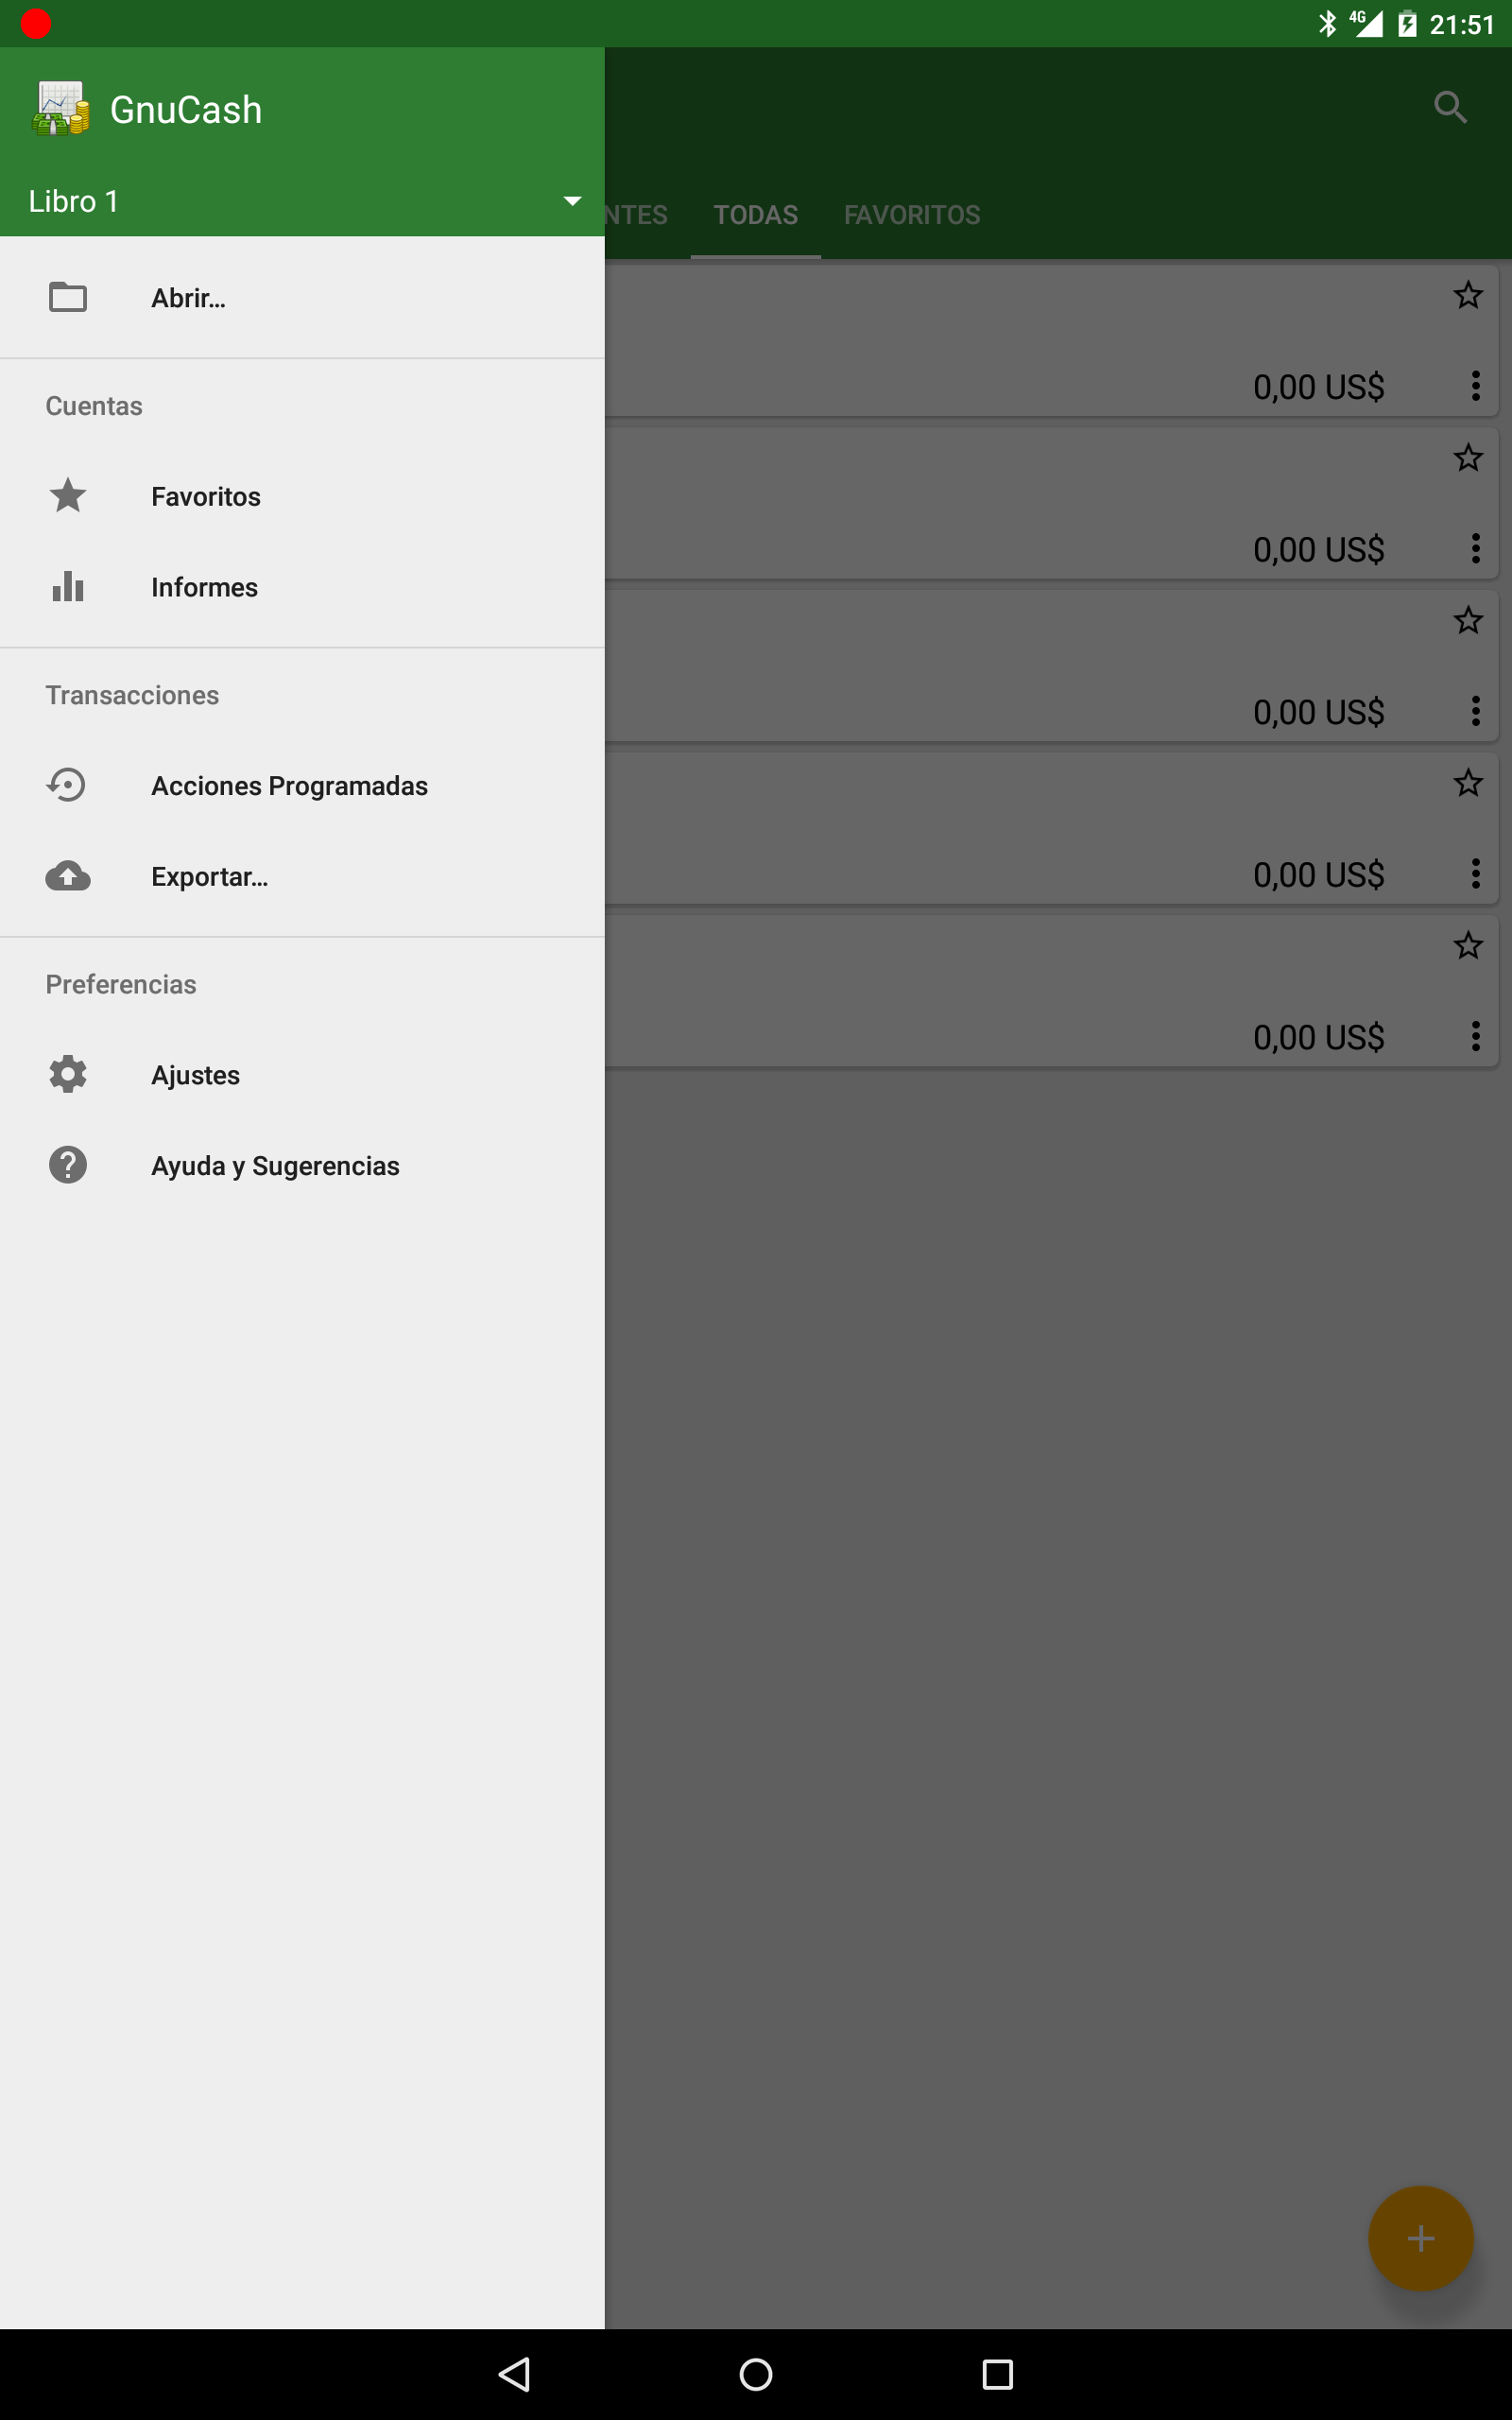 4G 21:51
GnuCash
Libro 1
NTES TODAS FAVORITOS
Abrir...
0,00 US$
Cuentas
Favoritos
0,00 US$
Informes
Transacciones
0,00 US$
Acciones Programadas
Exportar...
0,00 US$
Preferencias
0,00 US$
Ajustes
Ayuda y Sugerencias